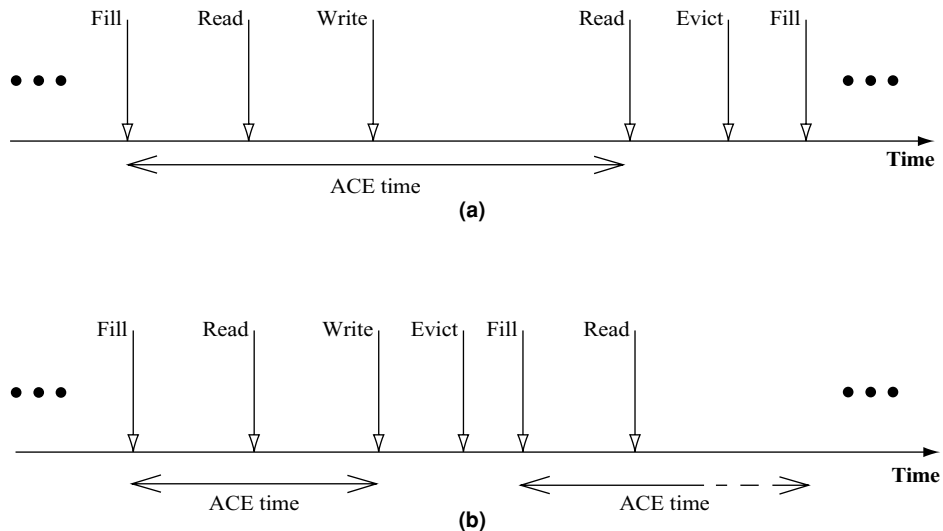 Fill Read Write Read Evict Fill
Time
ACE time
(a)
Fill Read Write Evict Fill Read
Time
ACE time ACE time
(b)